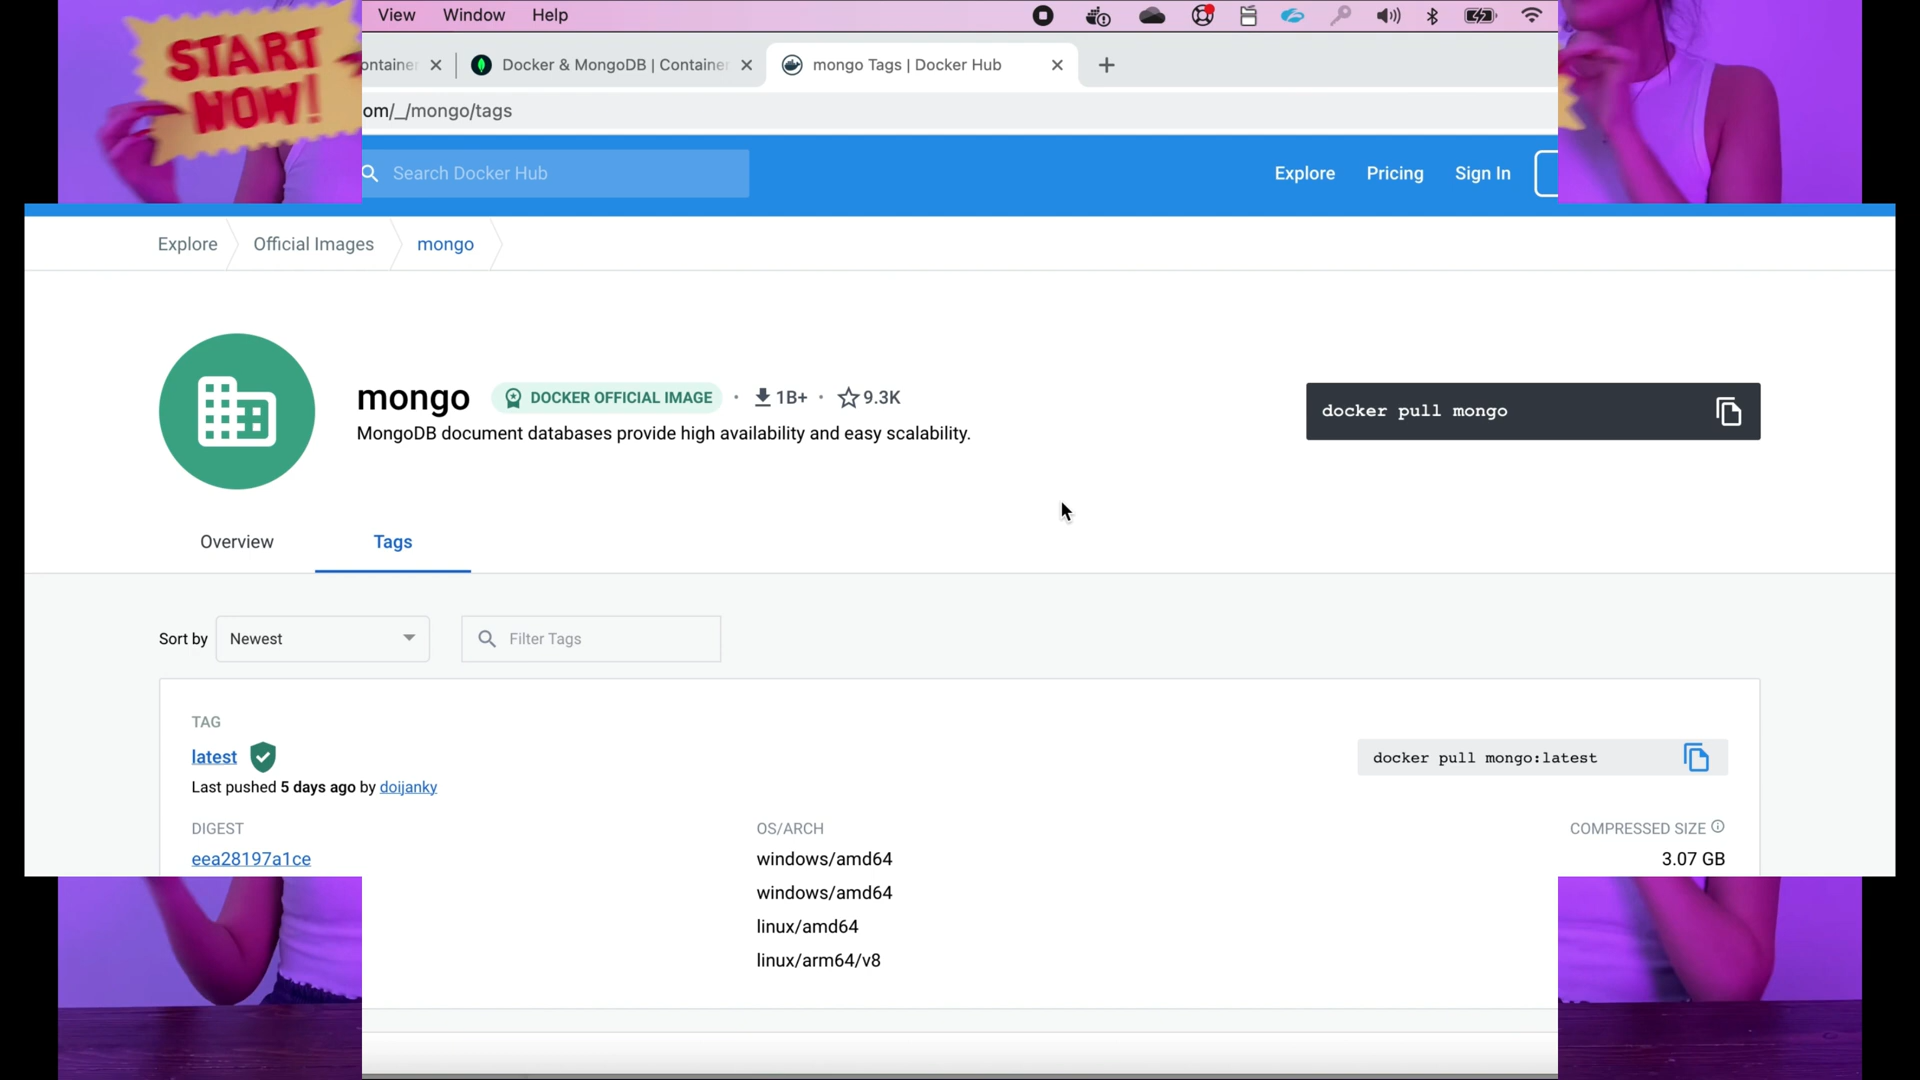 START
NOW!
View Window Help
ontainer
Docker & MongoDB | Container
mongo Tags | Docker Hub
om/_/mongo/tags
Search Docker Hub
Explore Pricing Sign In
Explore Official Images mongo
mongo DOCKER OFFICIAL IMAGE · 1B+ · 9.3K
MongoDB document databases provide high availability and easy scalability.
docker pull mongo
Overview Tags
Sort by Newest Filter Tags
TAG
latest
docker pull mongo:latest
Last pushed 5 days ago by doijanky
DIGEST OS/ARCH COMPRESSED SIZE
eea28197a1ce windows/amd64 3.07 GB
windows/amd64
linux/amd64
linux/arm64/v8